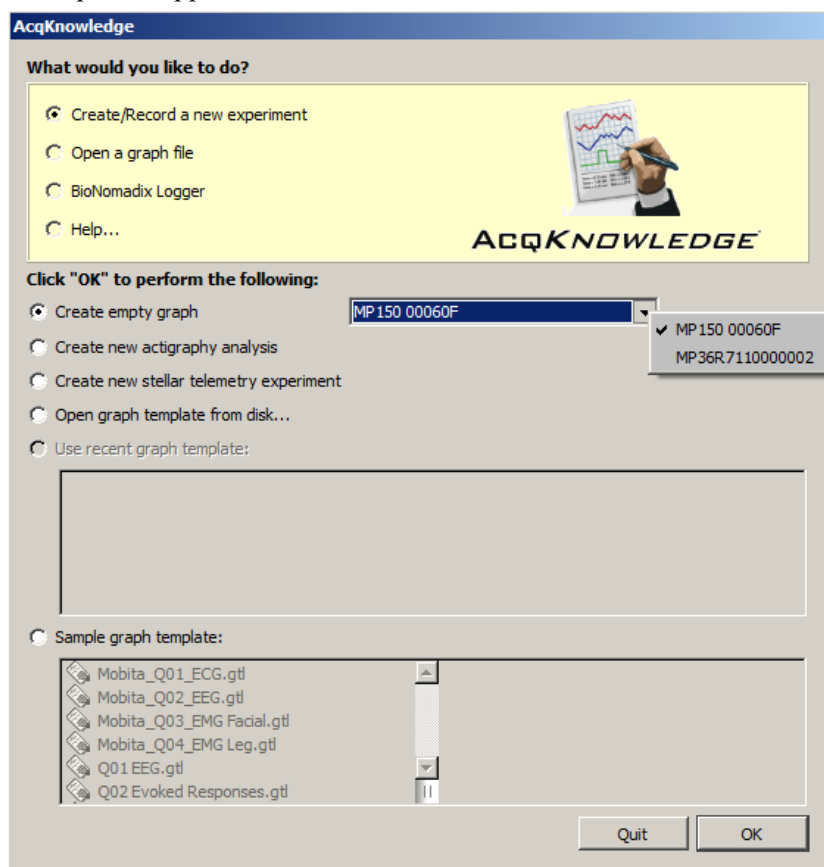 AcqKnowledge
What would you like to do?
Create/Record a new experiment
Open a graph file
BioNomadix Logger
Help...
ACQKNOWLEDGE
Click "OK" to perform the following:
Create empty graph
MP150 00060F
MP150 00060F
MP36R7110000002
Create new actigraphy analysis
Create new stellar telemetry experiment
Open graph template from disk...
Use recent graph template:
Sample graph template:
Mobita_Q01_ECG.gtl
Mobita_Q02_EEG.gtl
Mobita_Q03_EMG Facial.gtl
Mobita_Q04_EMG Leg.gtl
Q01 EEG.gtl
Q02 Evoked Responses.gtl
Quit
OK